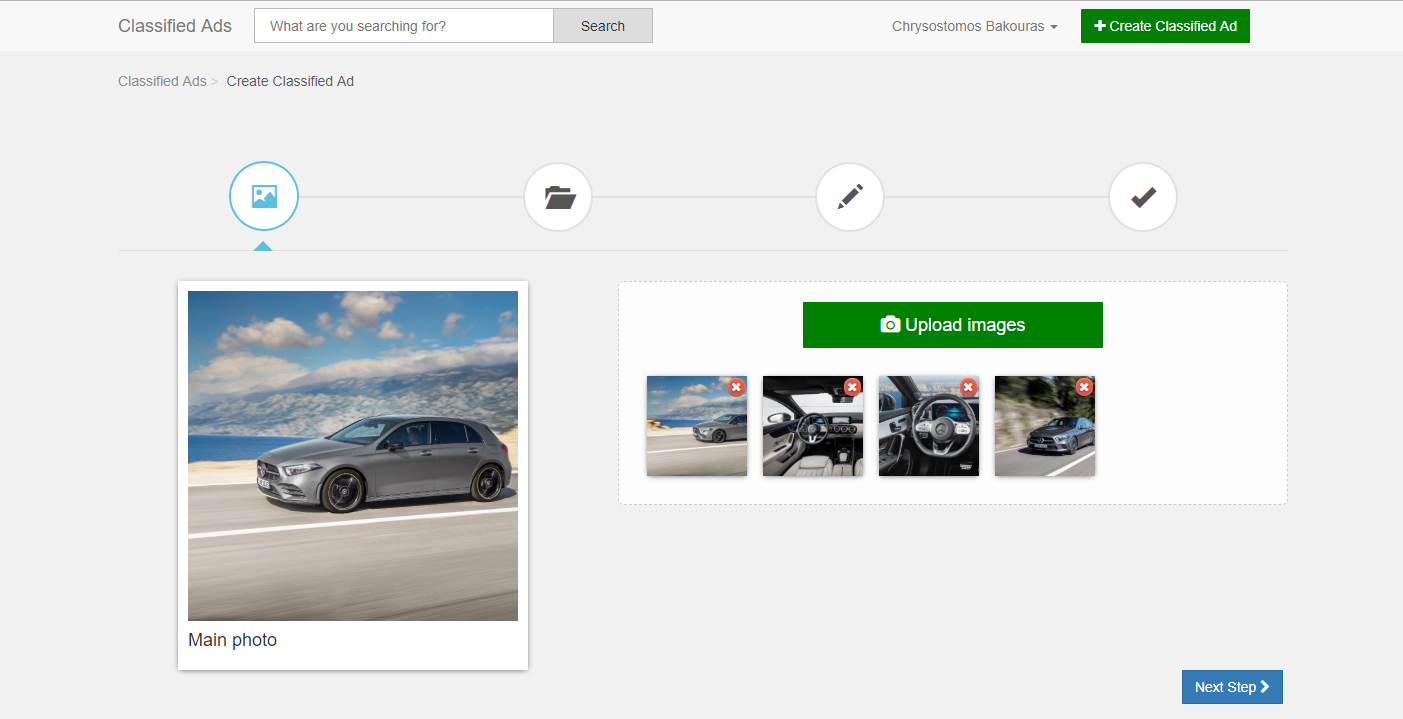 Classified Ads
What are you searching for?
Search
Chrysostomos Bakouras
Create Classified Ad
Classified Ads > Create Classified Ad
Upload images
Main photo
Next Step